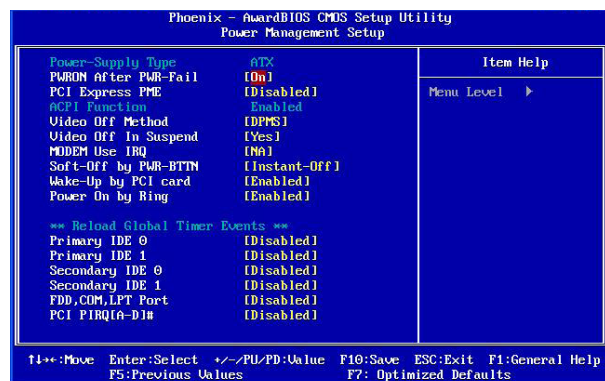 Phoenix - AwardBIOS CMOS Setup Utility
Power Management Setup
Power-Supply Type ATX
Item Help
PWRON After PWR-Fail [On]
PCI Express PME [Disabled]
Menu Level
ACPI Function Enabled
Video Off Method [DPMS]
Video Off In Suspend [Yes]
MODEM Use IRQ [NA]
Soft-Off by PWR-BTTN [Instant-Off]
Wake-Up by PCI card [Enabled]
Power On by Ring [Enabled]
** Reload Global Timer Events **
Primary IDE 0 [Disabled]
Primary IDE 1 [Disabled]
Secondary IDE 0 [Disabled]
Secondary IDE 1 [Disabled]
FDD,COM,LPT Port [Disabled]
PCI PIRQ[A-D]# [Disabled]
↑↓→←:Move Enter:Select +/-/PU/PD:Value F10:Save ESC:Exit F1:General Help
F5:Previous Values F7: Optimized Defaults